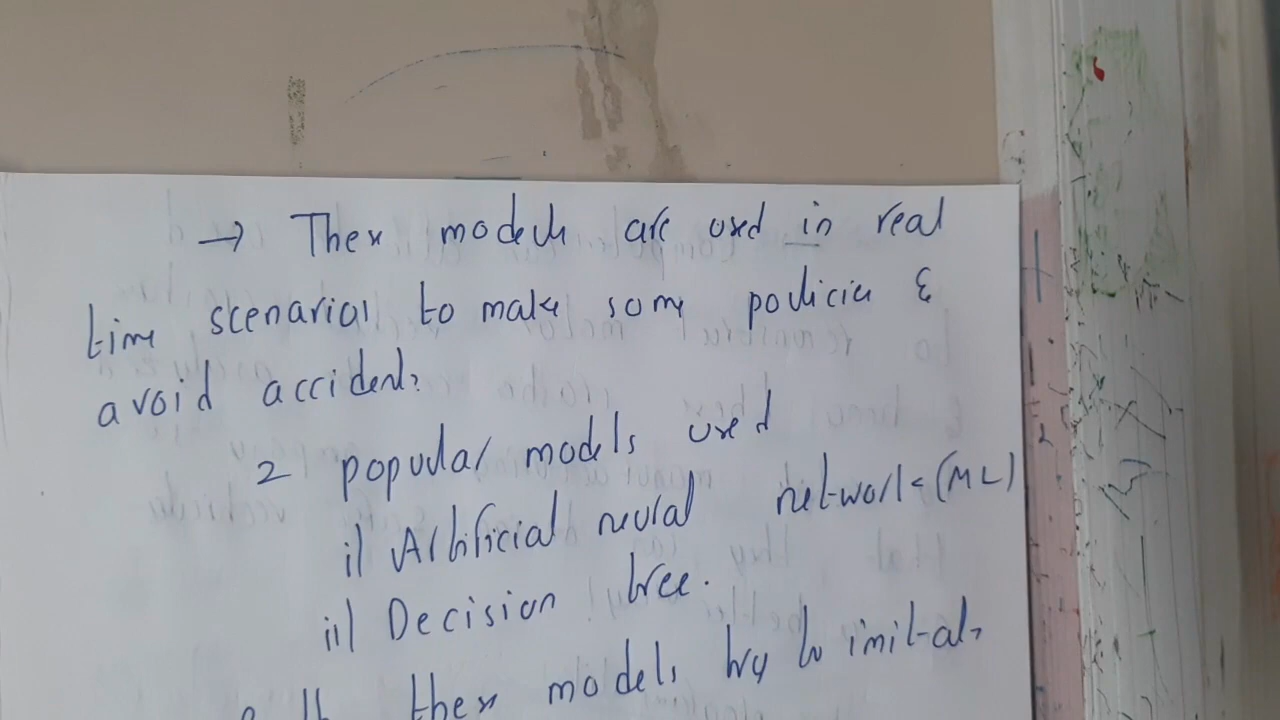 → These models are used in real
time scenarios to make some policies &
avoid accidents.
2 popular models used
i) Artificial neural network (ML)
ii) Decision tree.
these models try to imitate